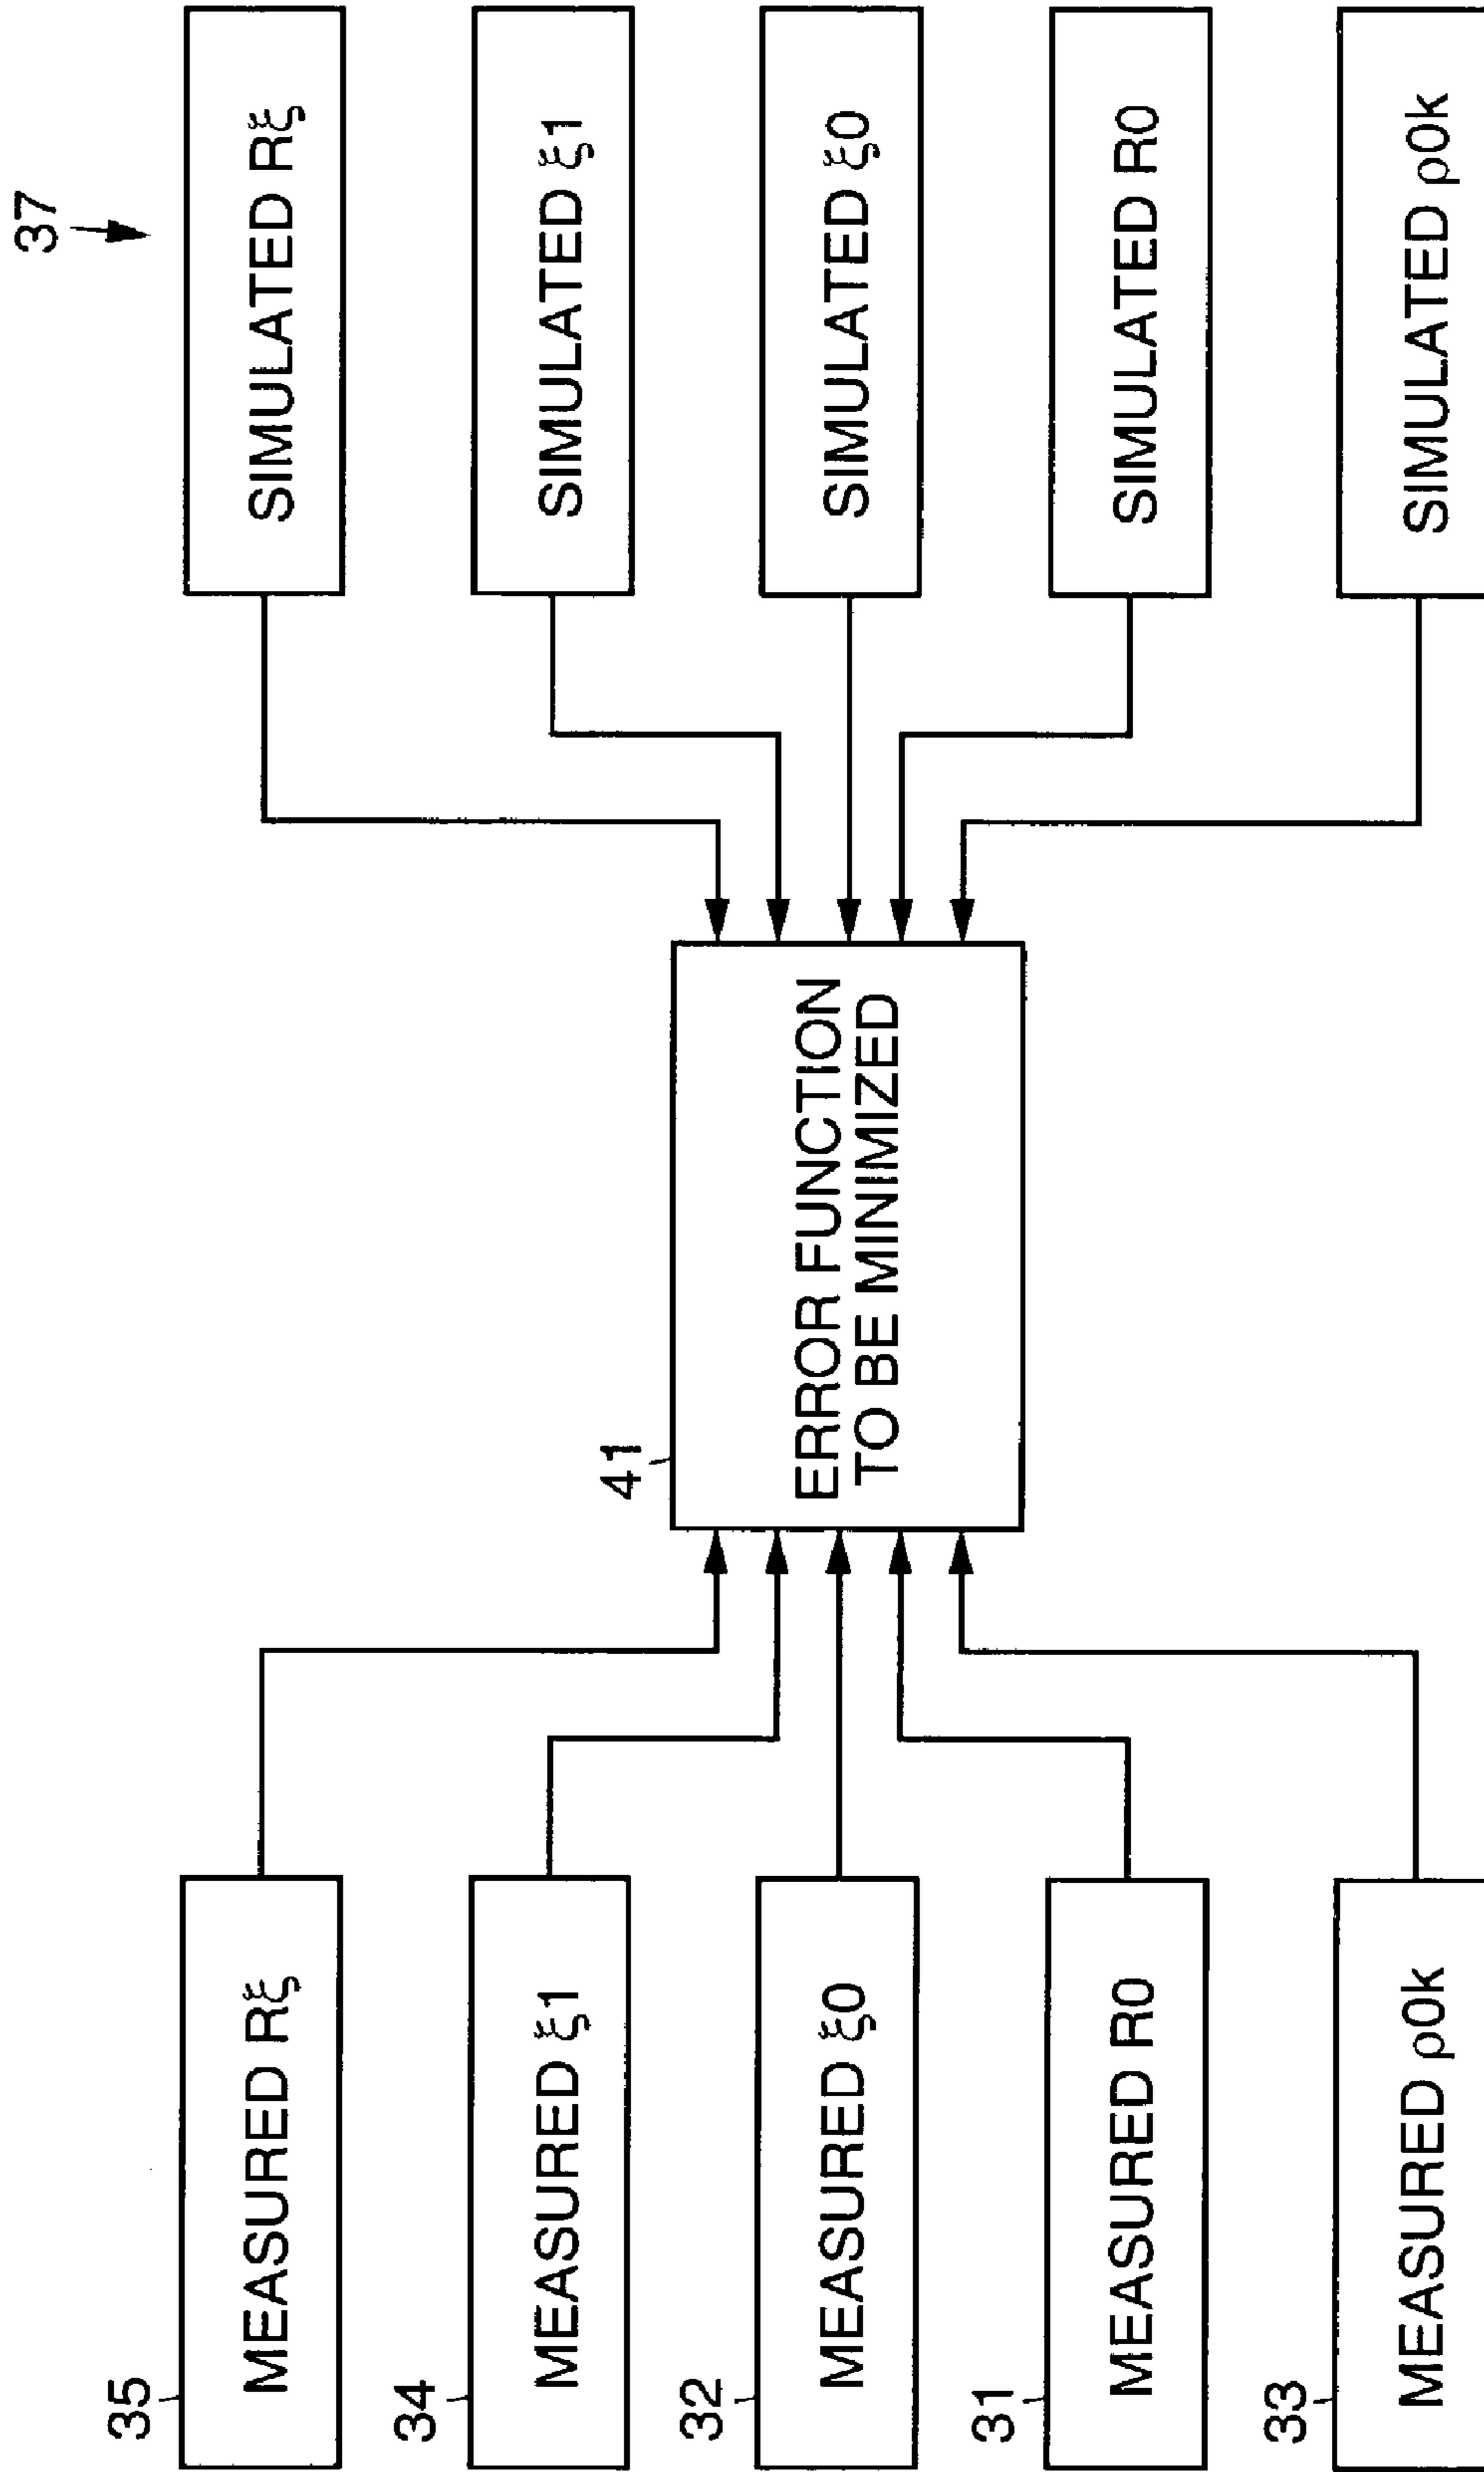 37
35
MEASURED Rξ
SIMULATED Rξ
34
MEASURED ξ1
SIMULATED ξ1
41
ERROR FUNCTION
TO BE MINIMIZED
32
MEASURED ξ0
SIMULATED ξ0
31
MEASURED R0
SIMULATED R0
33
MEASURED ρ0k
SIMULATED ρ0k